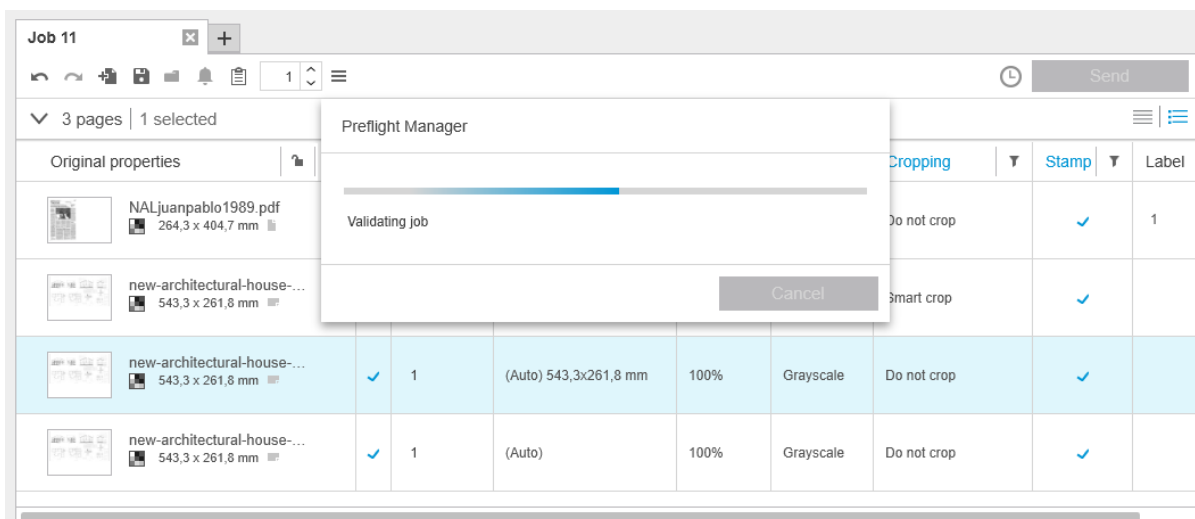 Job 11
1
Send
3 pages 1 selected
Preflight Manager
Validating job
Cancel
Original properties Cropping Stamp Label
NALjuanpablo1989.pdf
264,3 x 404,7 mm Do not crop 1
new-architectural-house-...
543,3 x 261,8 mm Smart crop
new-architectural-house-...
543,3 x 261,8 mm 1 (Auto) 543,3x261,8 mm 100% Grayscale Do not crop
new-architectural-house-...
543,3 x 261,8 mm 1 (Auto) 100% Grayscale Do not crop